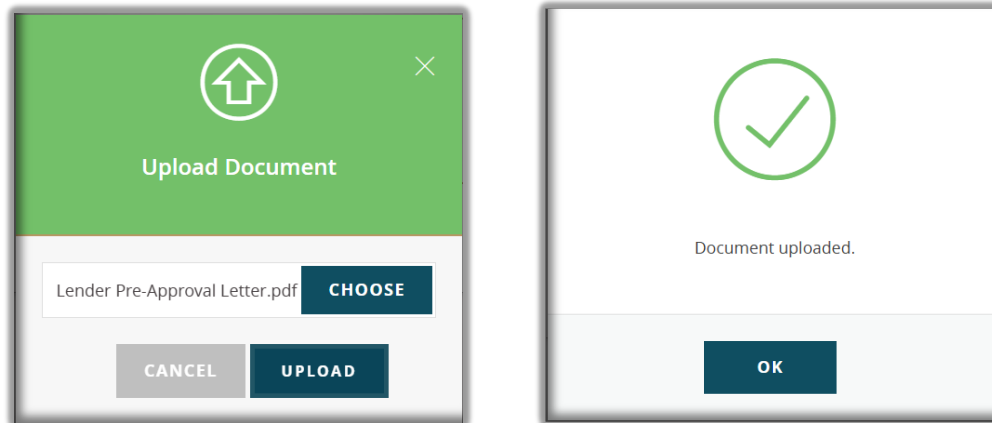 Upload Document
Lender Pre-Approval Letter.pdf
CHOOSE
CANCEL
UPLOAD
Document uploaded.
OK